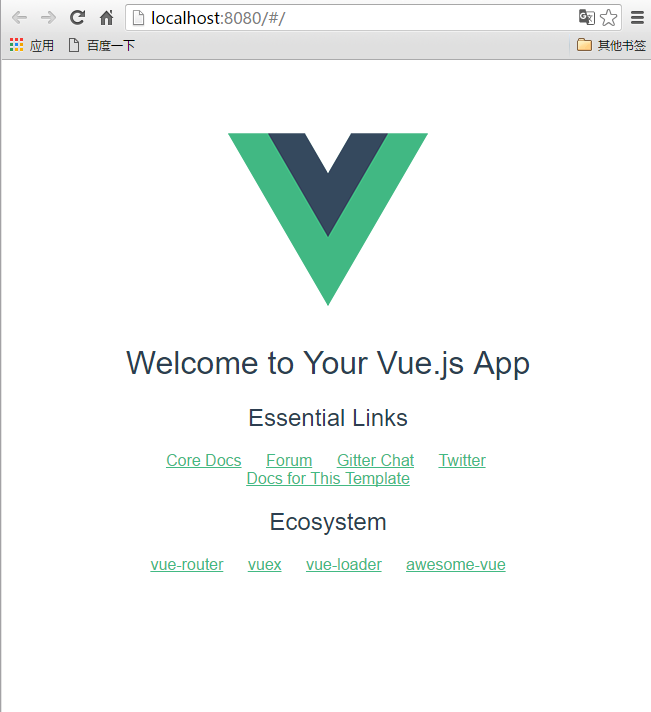 localhost:8080/#/
应用 百度一下 其他书签
Welcome to Your Vue.js App
Essential Links
Core Docs Forum Gitter Chat Twitter
Docs for This Template
Ecosystem
vue-router vuex vue-loader awesome-vue